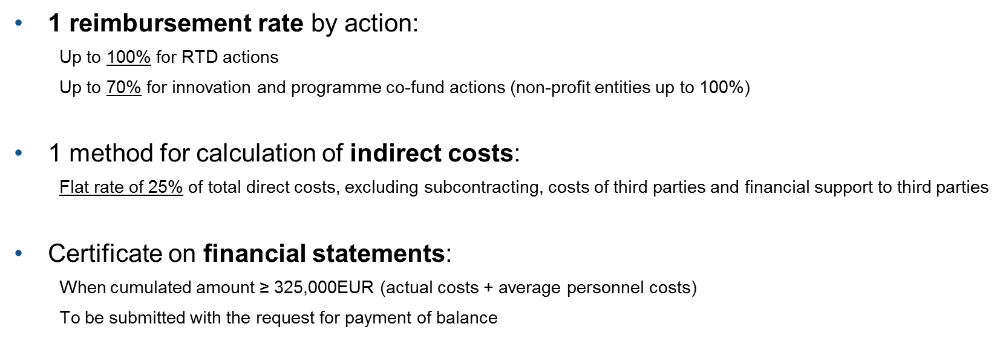 • 1 reimbursement rate by action:
Up to 100% for RTD actions
Up to 70% for innovation and programme co-fund actions (non-profit entities up to 100%)
• 1 method for calculation of indirect costs:
Flat rate of 25% of total direct costs, excluding subcontracting, costs of third parties and financial support to third parties
• Certificate on financial statements:
When cumulated amount ≥ 325,000EUR (actual costs + average personnel costs)
To be submitted with the request for payment of balance